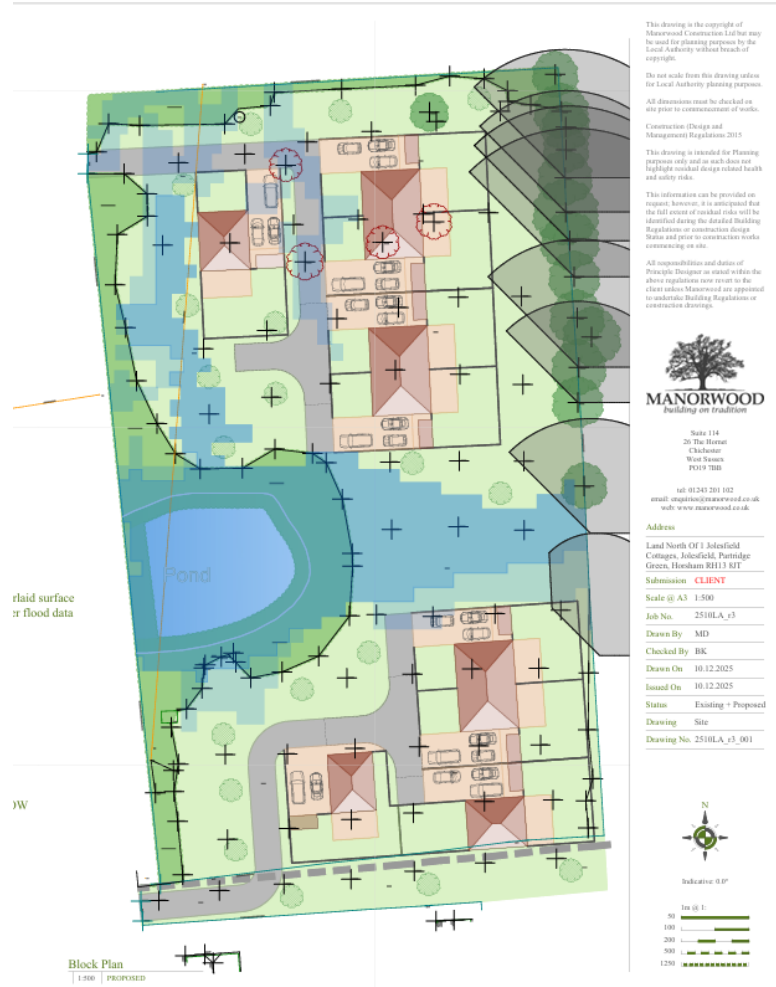 This drawing is the copyright of
Manorwood Construction Ltd but may
be used for planning purposes by the
Local Authority without breach of
copyright.
Do not scale from this drawing unless
for Local Authority planning purposes.
All dimensions must be checked on
site prior to commencement of works.
Construction (Design and
Management) Regulations 2015
This drawing is intended for Planning
purposes only and as such does not
highlight residual design related health
and safety risks.
This information can be provided on
request; however, it is anticipated that
the full extent of residual risks will be
identified during the detailed Building
Regulations or construction design
Status and prior to construction works
commencing on site.
All responsibilities and duties of
Principle Designer as stated within the
above regulations now revert to the
client unless Manorwood are appointed
to undertake Building Regulations or
construction drawings.
MANORWOOD
building on tradition
Suite 114
26 The Hornet
Chichester
West Sussex
PO19 7BB
tel: 01243 201 102
email: enquiries@manorwood.co.uk
web: www.manorwood.co.uk
Address
Land North Of 1 Jolesfield
Cottages, Jolesfield, Partridge
Green, Horsham RH13 8JT
Submission CLIENT
Scale @ A3 1:500
Job No. 2510LA_r3
Drawn By MD
Checked By BK
Drawn On 10.12.2025
Issued On 10.12.2025
Status Existing + Proposed
Drawing Site
Drawing No. 2510LA_r3_001
N
Indicative: 0.0°
1m @ 1:
50
100
200
500
1250
Pond
rlaid surface
er flood data
OW
Block Plan
1:500 PROPOSED